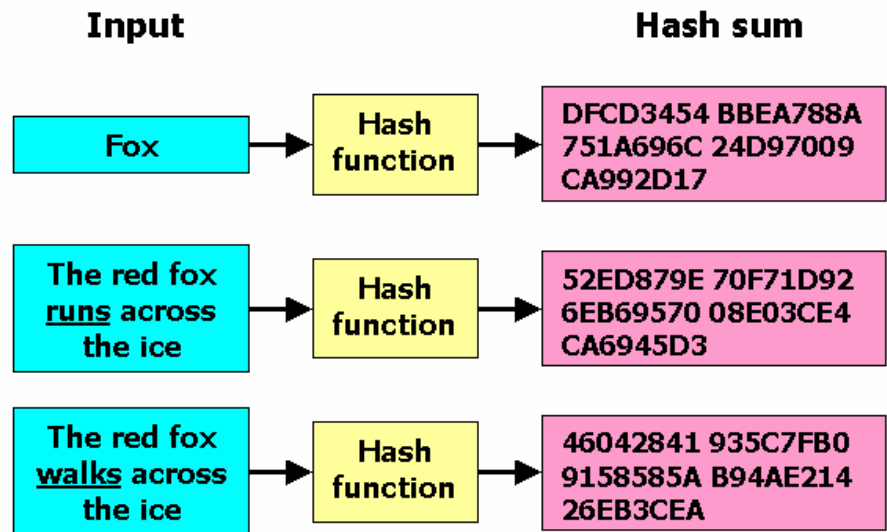 Input
Hash sum
Fox
Hash
function
DFCD3454 BBEA788A
751A696C 24D97009
CA992D17
The red fox
runs across
the ice
Hash
function
52ED879E 70F71D92
6EB69570 08E03CE4
CA6945D3
The red fox
walks across
the ice
Hash
function
46042841 935C7FB0
9158585A B94AE214
26EB3CEA